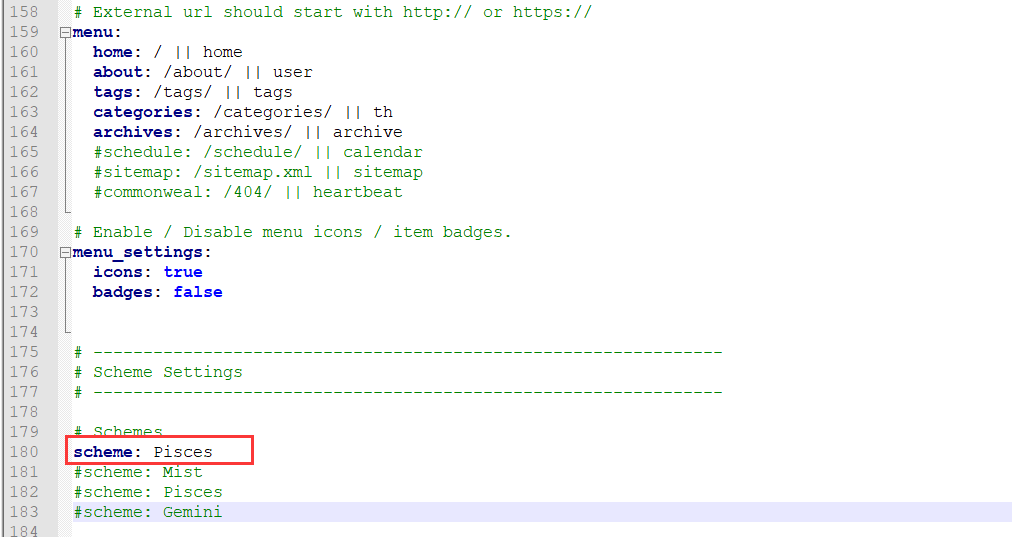 158 # External url should start with http:// or https://
159 menu:
160 home: / || home
161 about: /about/ || user
162 tags: /tags/ || tags
163 categories: /categories/ || th
164 archives: /archives/ || archive
165 #schedule: /schedule/ || calendar
166 #sitemap: /sitemap.xml || sitemap
167 #commonweal: /404/ || heartbeat
168
169 # Enable / Disable menu icons / item badges.
170 menu_settings:
171 icons: true
172 badges: false
173
174
175 # ---------------------------------------------------------------
176 # Scheme Settings
177 # ---------------------------------------------------------------
178
179 # Schemes
180 scheme: Pisces
181 #scheme: Mist
182 #scheme: Pisces
183 #scheme: Gemini
184